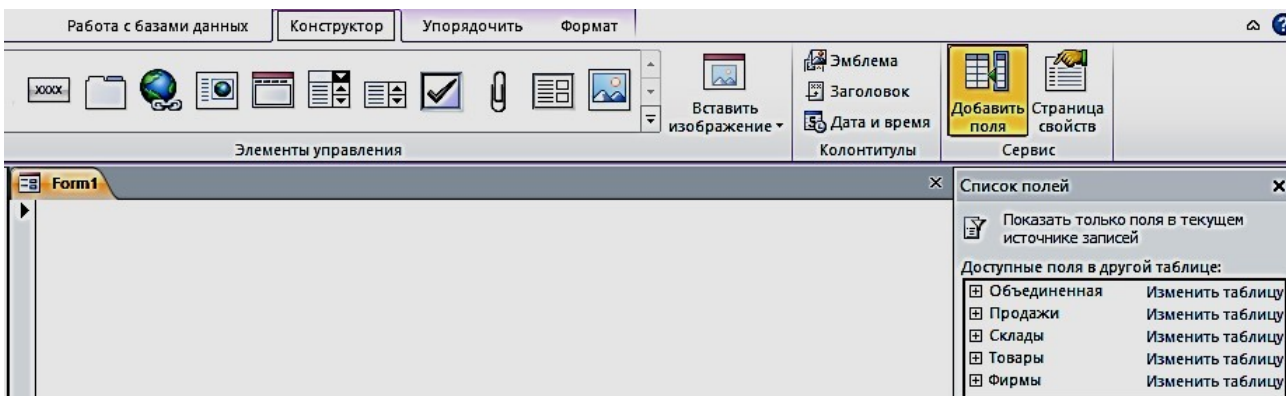 Работа с базами данных Конструктор Упорядочить Формат
XXXX
Вставить
изображение
Эмблема
Заголовок
Дата и время
Добавить
поля
Страница
свойств
Элементы управления Колонтитулы Сервис
Form1
Список полей
Показать только поля в текущем
источнике записей
Доступные поля в другой таблице:
Объединенная Изменить таблицу
Продажи Изменить таблицу
Склады Изменить таблицу
Товары Изменить таблицу
Фирмы Изменить таблицу